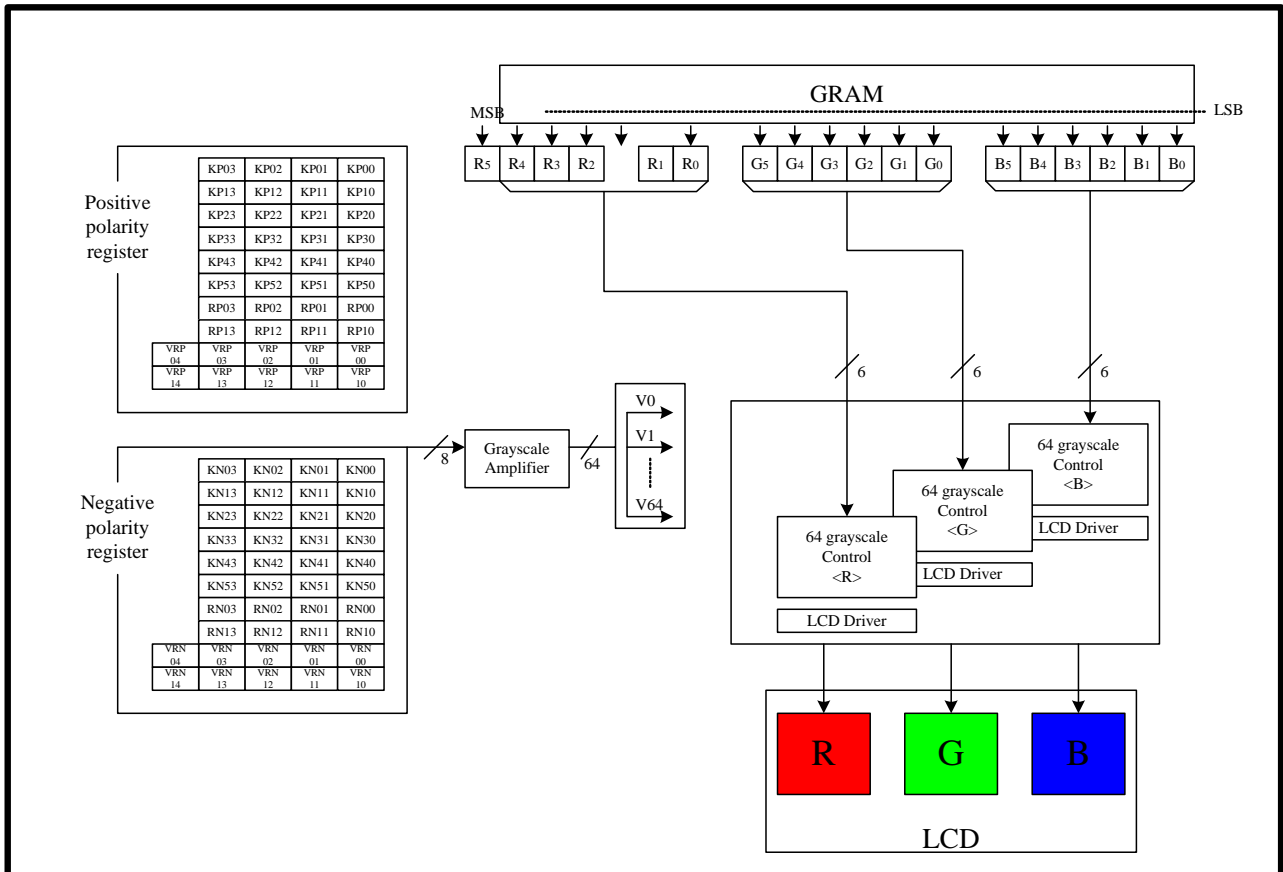 GRAM
MSB
LSB
R5 R4 R3 R2 R1 R0 G5 G4 G3 G2 G1 G0 B5 B4 B3 B2 B1 B0
Positive
polarity
register
KP03 KP02 KP01 KP00
KP13 KP12 KP11 KP10
KP23 KP22 KP21 KP20
KP33 KP32 KP31 KP30
KP43 KP42 KP41 KP40
KP53 KP52 KP51 KP50
RP03 RP02 RP01 RP00
RP13 RP12 RP11 RP10
VRP VRP VRP VRP VRP
04 03 02 01 00
VRP VRP VRP VRP VRP
14 13 12 11 10
Negative
polarity
register
KN03 KN02 KN01 KN00
KN13 KN12 KN11 KN10
KN23 KN22 KN21 KN20
KN33 KN32 KN31 KN30
KN43 KN42 KN41 KN40
KN53 KN52 KN51 KN50
RN03 RN02 RN01 RN00
RN13 RN12 RN11 RN10
VRN VRN VRN VRN VRN
04 03 02 01 00
VRN VRN VRN VRN VRN
14 13 12 11 10
8
Grayscale
Amplifier
64
V0
V1
V64
6 6 6
64 grayscale
Control
<B>
LCD Driver
64 grayscale
Control
<G>
LCD Driver
64 grayscale
Control
<R>
LCD Driver
R G B
LCD